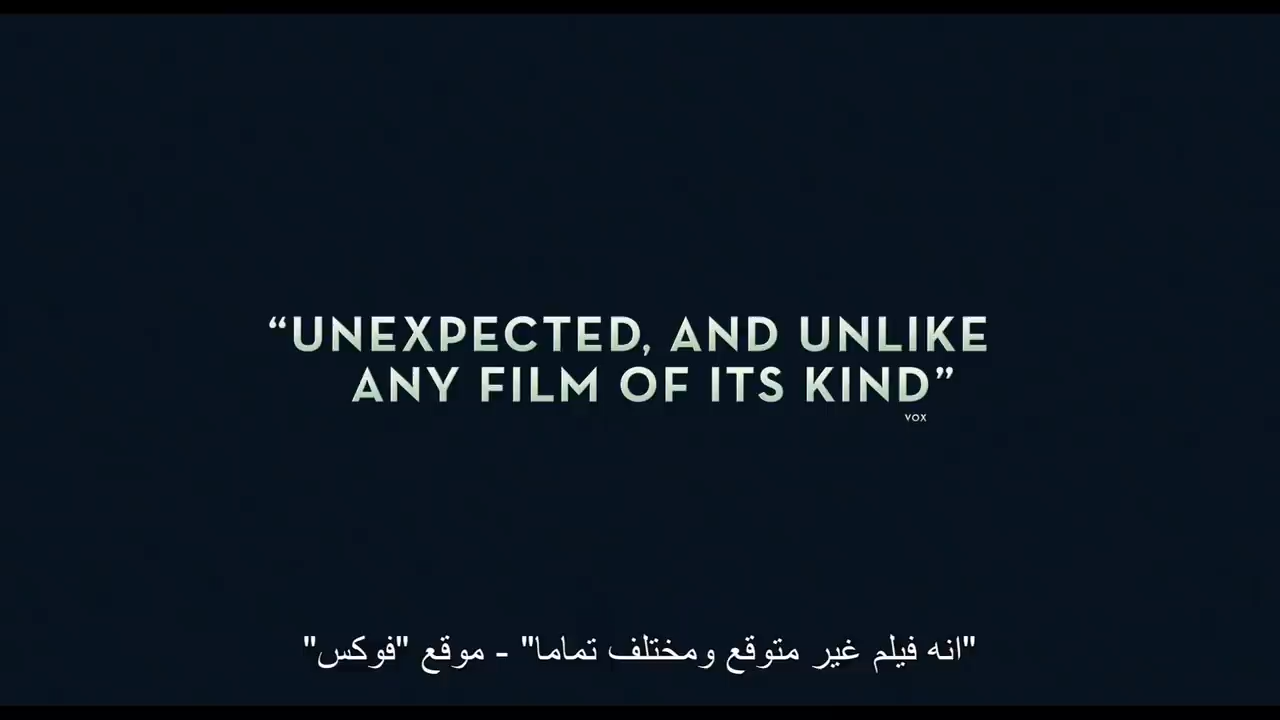 “UNEXPECTED, AND UNLIKE
ANY FILM OF ITS KIND”
VOX
"انه فيلم غير متوقع ومختلف تماما" - موقع "فوكس"